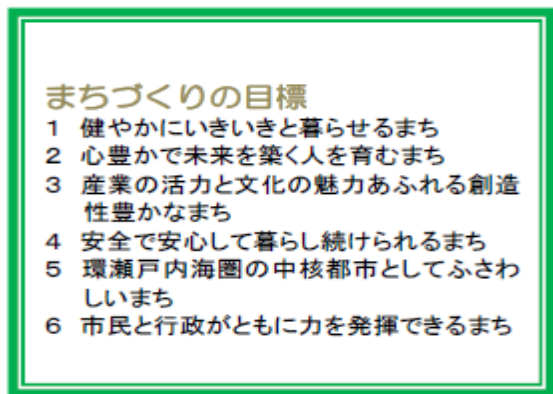 まちづくりの目標
1 健やかにいきいきと暮らせるまち
2 心豊かで未来を築く人を育むまち
3 産業の活力と文化の魅力あふれる創造
性豊かなまち
4 安全で安心して暮らし続けられるまち
5 環瀬戸内海圏の中核都市としてふさわ
しいまち
6 市民と行政がともに力を発揮できるまち